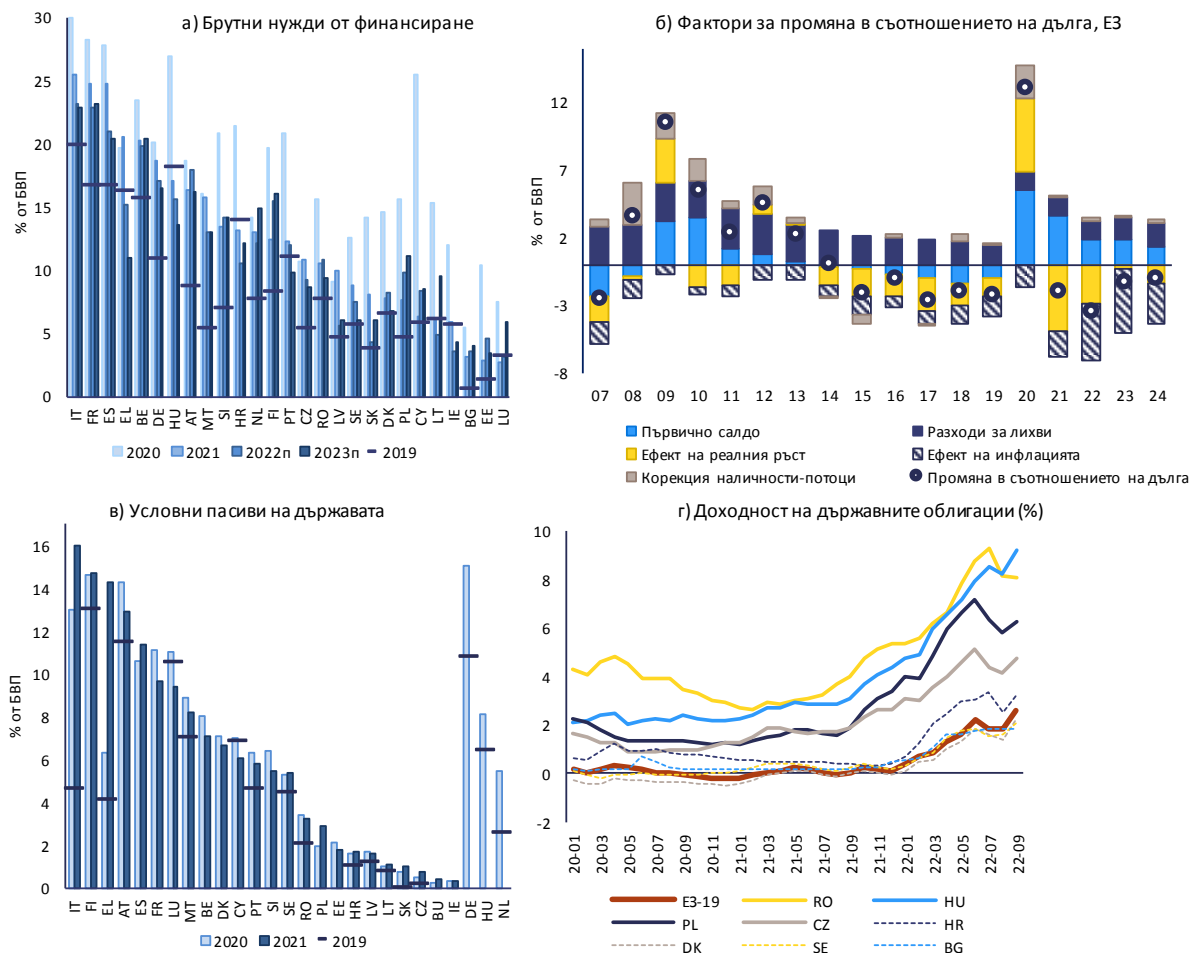 а) Брутни нужди от финансиране
% от БВП
30
25
20
15
10
5
0
IT FR ES EL BE DE HU AT MT SI HR NL FI PT CZ RO LV SE SK DK PL CY LT IE BG EE LU
2020 2021 2022п 2023п 2019
б) Фактори за промяна в съотношението на дълга, ЕЗ
% от БВП
12
7
2
-3
-8
07 08 09 10 11 12 13 14 15 16 17 18 19 20 21 22 23 24
Първично салдо Разходи за лихви
Ефект на реалния ръст Ефект на инфлацията
Корекция наличности-потоци Промяна в съотношението на дълга
в) Условни пасиви на държавата
% от БВП
16
14
12
10
8
6
4
2
0
IT FI EL AT ES FR LU MT BE DK CY PT SI SE RO PL EE HR LV LT SK CZ BU IE DE HU NL
2020 2021 2019
г) Доходност на държавните облигации (%)
10
8
6
4
2
0
-2
20-01 20-03 20-05 20-07 20-09 20-11 21-01 21-03 21-05 21-07 21-09 21-11 22-01 22-03 22-05 22-07 22-09
ЕЗ-19 RO HU
PL CZ HR
DK SE BG